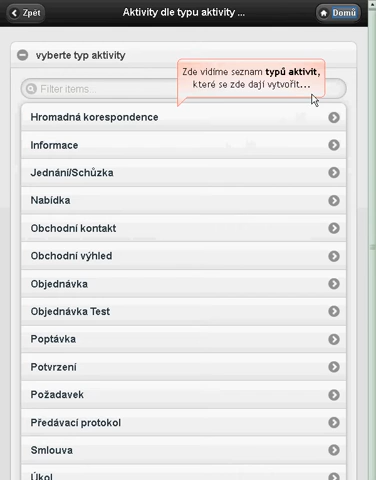 Zpět
Aktivity dle typu aktivity ...
Domů
vyberte typ aktivity
Zde vidíme seznam typů aktivit,
které se zde dají vytvořit...
Filter items...
Hromadná korespondence
Informace
Jednání/Schůzka
Nabídka
Obchodní kontakt
Obchodní výhled
Objednávka
Objednávka Test
Poptávka
Potvrzení
Požadavek
Předávací protokol
Smlouva
Úkol